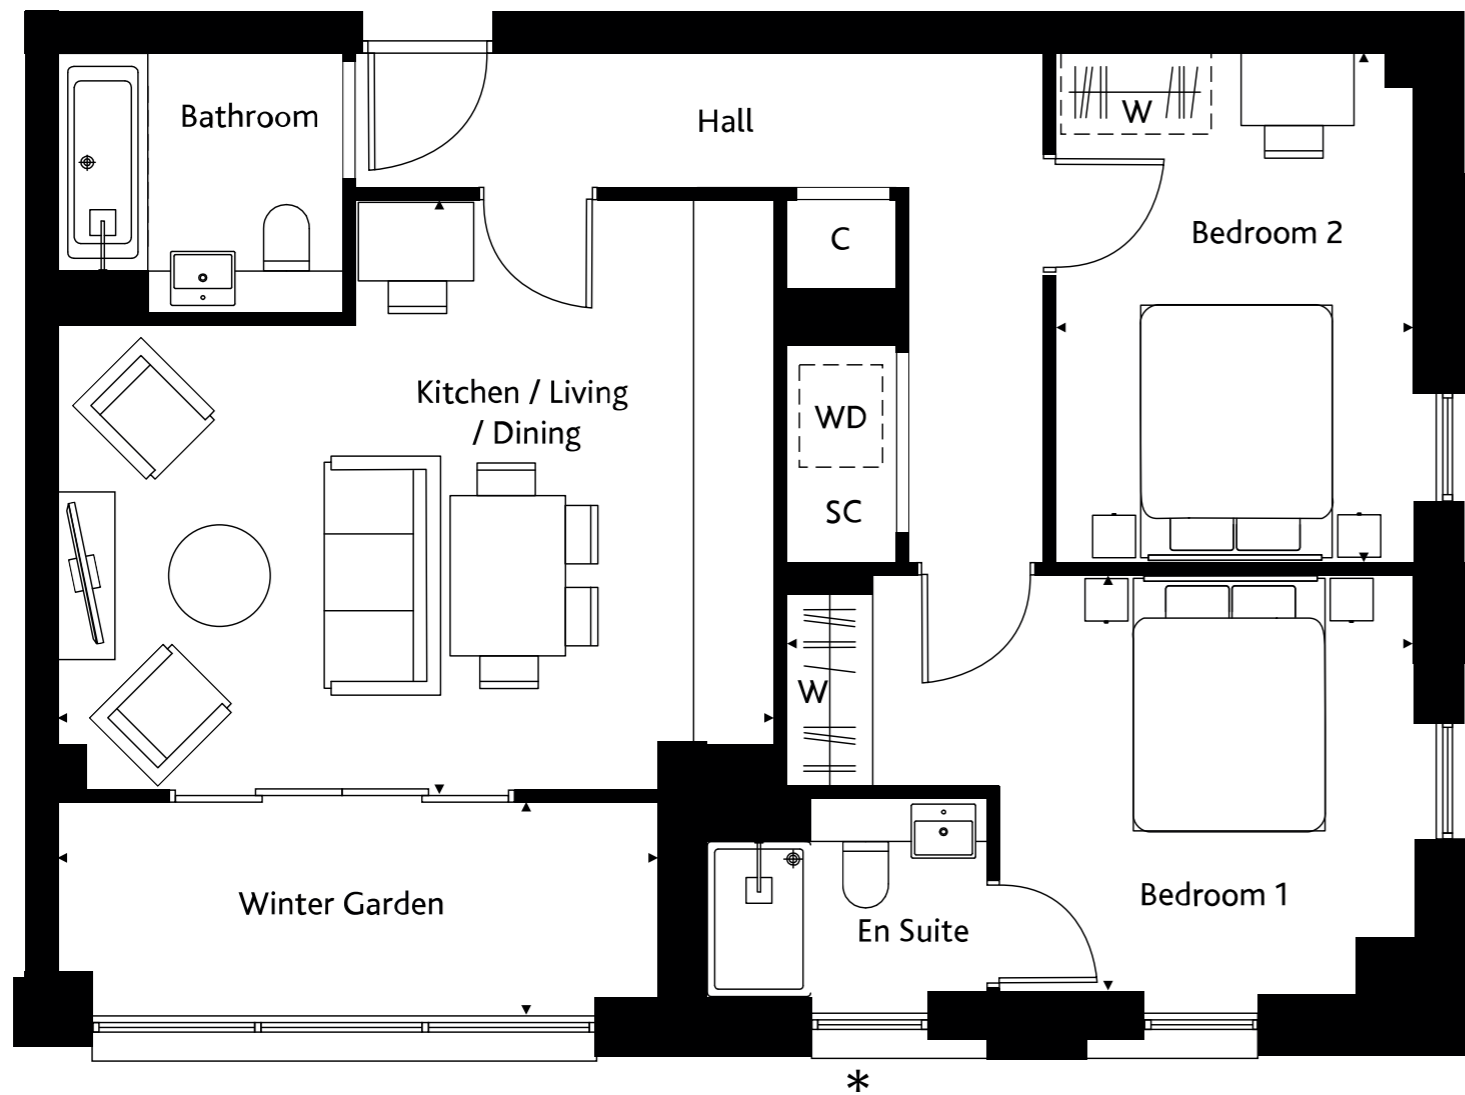 Bathroom
Hall
W
C
Bedroom 2
Kitchen / Living
/ Dining
WD
SC
W
Bedroom 1
Winter Garden
En Suite
*